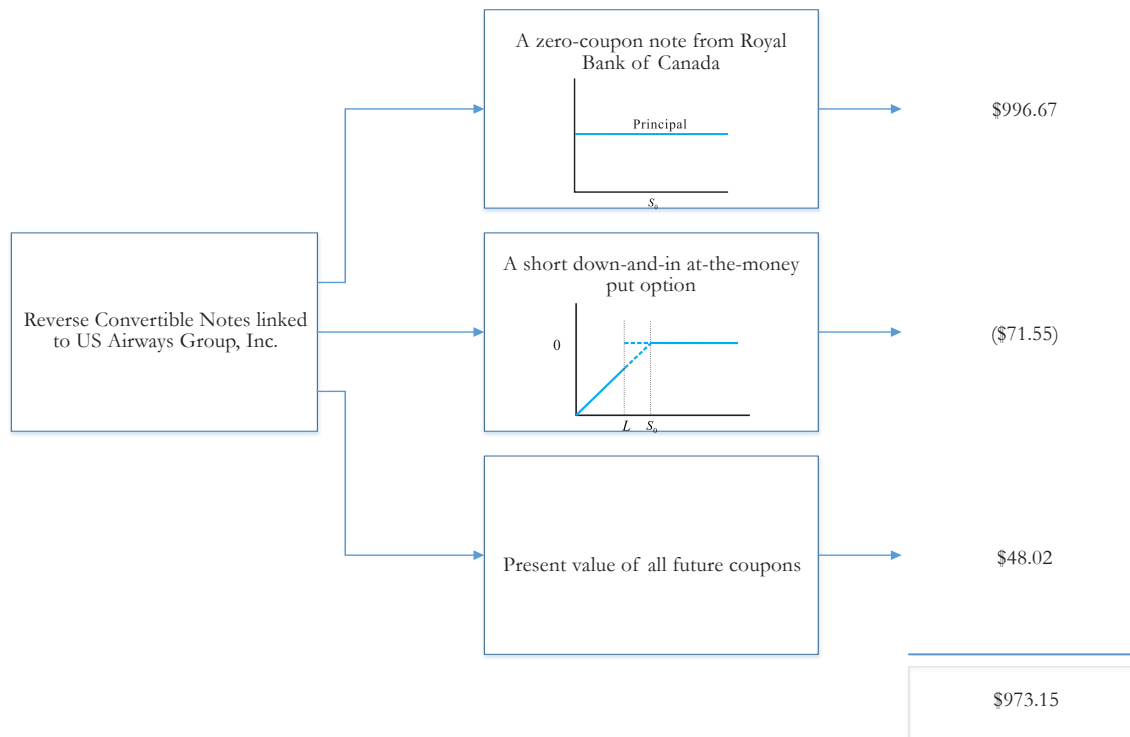 A zero-coupon note from Royal
Bank of Canada
Principal
S₀
$996.67
Reverse Convertible Notes linked
to US Airways Group, Inc.
A short down-and-in at-the-money
put option
0
L S₀
($71.55)
Present value of all future coupons
$48.02
$973.15